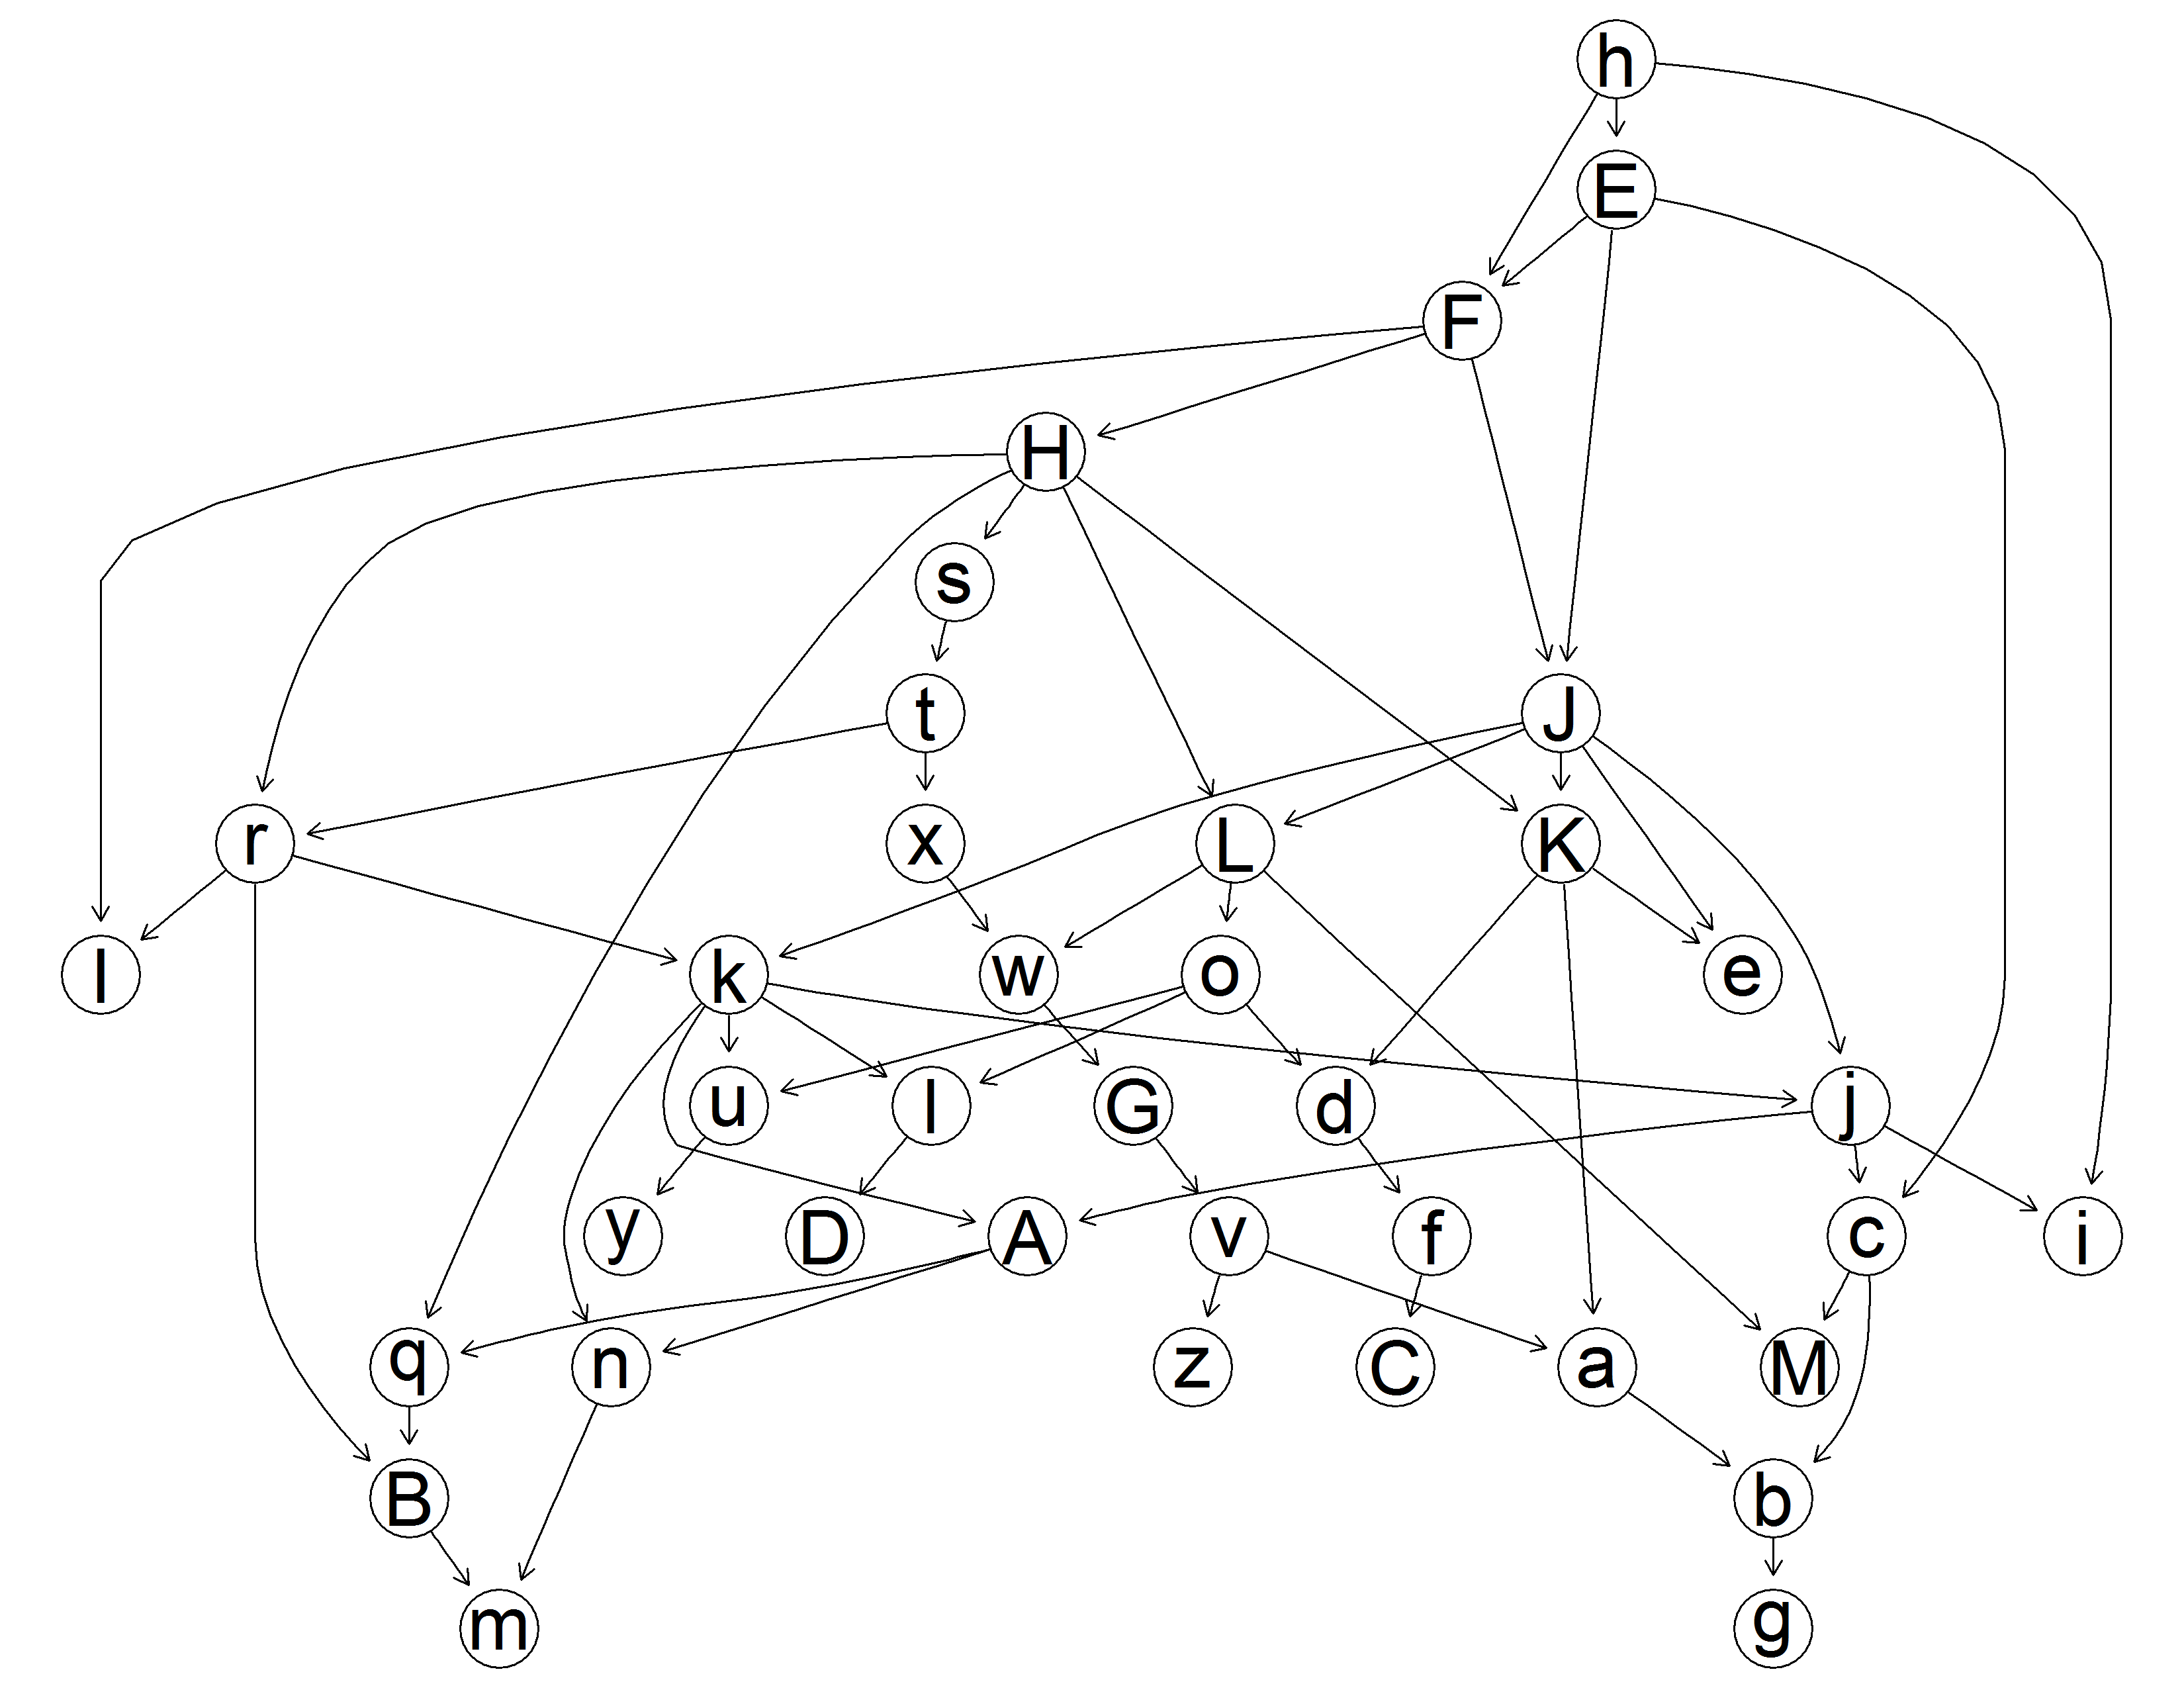 h
E
F
H
s
t J
r x L K
l k w o e
u l G d j
y D A v f c i
q n z C a M
B b
m g